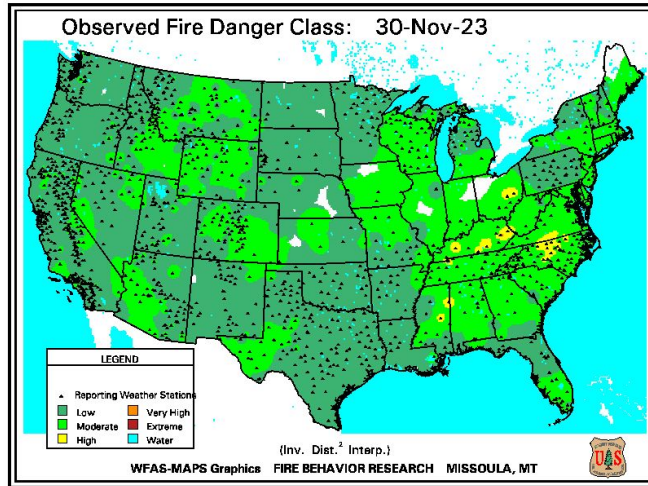 Observed Fire Danger Class: 30-Nov-23
LEGEND
Reporting Weather Stations
Low
Moderate
High
Very High
Extreme
Water
(Inv. Dist.² Interp.)
WFAS-MAPS Graphics FIRE BEHAVIOR RESEARCH MISSOULA, MT
U S